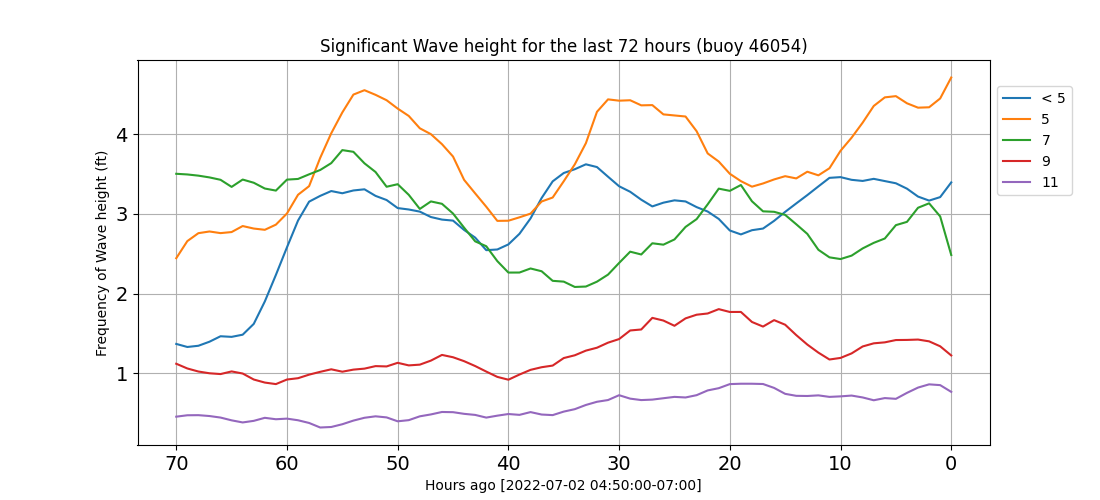 Significant Wave height for the last 72 hours (buoy 46054)
Frequency of Wave height (ft)
4
3
2
1
70 60 50 40 30 20 10 0
Hours ago [2022-07-02 04:50:00-07:00]
< 5
5
7
9
11